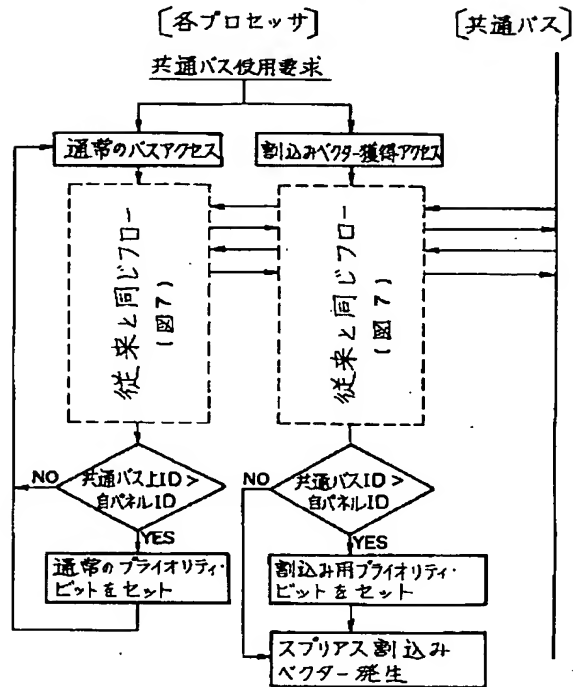 [各プロセッサ]
[共通バス]
共通バス使用要求
通常のバスアクセス
割込みベクター獲得アクセス
従来と同じフロー
(図7)
従来と同じフロー
(図7)
NO
共通バス上ID>
自パネルID
YES
NO
共通バスID>
自パネルID
YES
通常のプライオリティ・
ビットをセット
割込み用プライオリティ・
ビットをセット
スプリアス割込み
ベクター発生